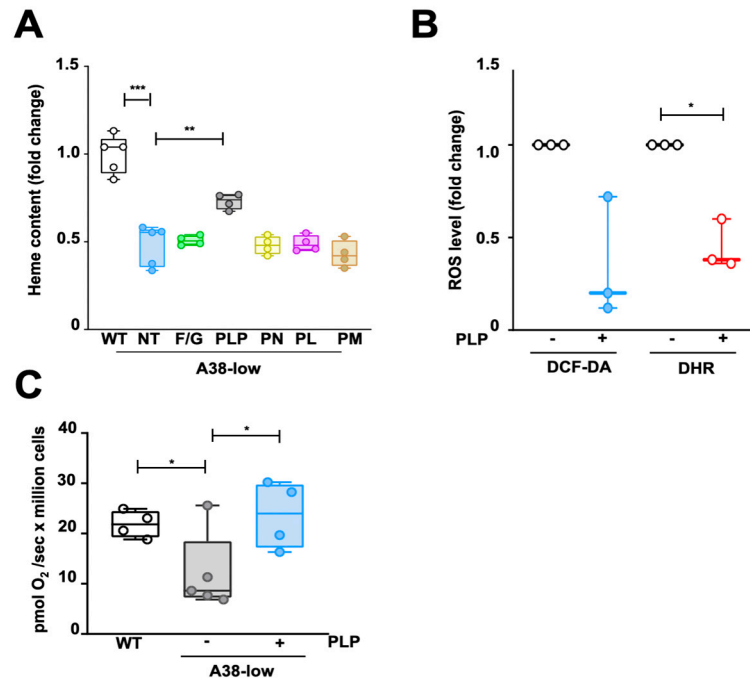 A
Heme content (fold change)
1.5
1.0
0.5
0
***
**
WT NT F/G PLP PN PL PM
A38-low
B
ROS level (fold change)
1.5
1.0
0.5
0
*
PLP - + - +
DCF-DA DHR
C
pmol O₂ /sec x million cells
40
30
20
10
0
*
*
WT - + PLP
A38-low